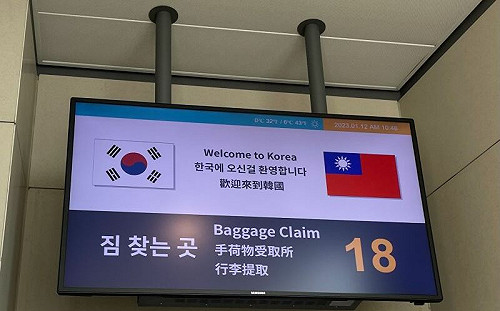 0℃ 32℉ / 6℃ 43℉
2023.01.12 AM 10:46
Welcome to Korea
한국에 오신걸 환영합니다
歡迎來到韓國
짐 찾는 곳
Baggage Claim
手荷物受取所
行李提取
18
SAMSUNG